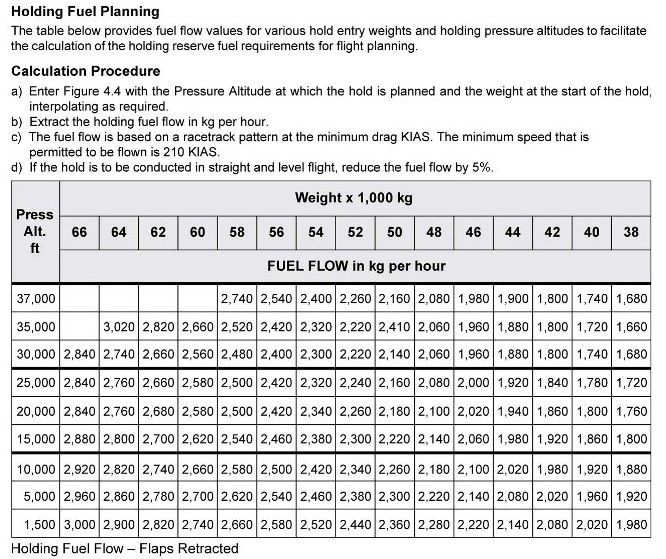 Holding Fuel Planning
The table below provides fuel flow values for various hold entry weights and holding pressure altitudes to facilitate
the calculation of the holding reserve fuel requirements for flight planning.
Calculation Procedure
a) Enter Figure 4.4 with the Pressure Altitude at which the hold is planned and the weight at the start of the hold,
interpolating as required.
b) Extract the holding fuel flow in kg per hour.
c) The fuel flow is based on a racetrack pattern at the minimum drag KIAS. The minimum speed that is
permitted to be flown is 210 KIAS.
d) If the hold is to be conducted in straight and level flight, reduce the fuel flow by 5%.
Press
Alt.
ft
Weight x 1,000 kg
66 64 62 60 58 56 54 52 50 48 46 44 42 40 38
FUEL FLOW in kg per hour
37,000 2,740 2,540 2,400 2,260 2,160 2,080 1,980 1,900 1,800 1,740 1,680
35,000 3,020 2,820 2,660 2,520 2,420 2,320 2,220 2,410 2,060 1,960 1,880 1,800 1,720 1,660
30,000 2,840 2,740 2,660 2,560 2,480 2,400 2,300 2,220 2,140 2,060 1,960 1,880 1,800 1,740 1,680
25,000 2,840 2,760 2,660 2,580 2,500 2,420 2,320 2,240 2,160 2,080 2,000 1,920 1,840 1,780 1,720
20,000 2,840 2,760 2,680 2,580 2,500 2,420 2,340 2,260 2,180 2,100 2,020 1,940 1,860 1,800 1,760
15,000 2,880 2,800 2,700 2,620 2,540 2,460 2,380 2,300 2,220 2,140 2,060 1,980 1,920 1,860 1,800
10,000 2,920 2,820 2,740 2,660 2,580 2,500 2,420 2,340 2,260 2,180 2,100 2,020 1,980 1,920 1,880
5,000 2,960 2,860 2,780 2,700 2,620 2,540 2,460 2,380 2,300 2,220 2,140 2,080 2,020 1,960 1,920
1,500 3,000 2,900 2,820 2,740 2,660 2,580 2,520 2,440 2,360 2,280 2,220 2,140 2,080 2,020 1,980
Holding Fuel Flow – Flaps Retracted